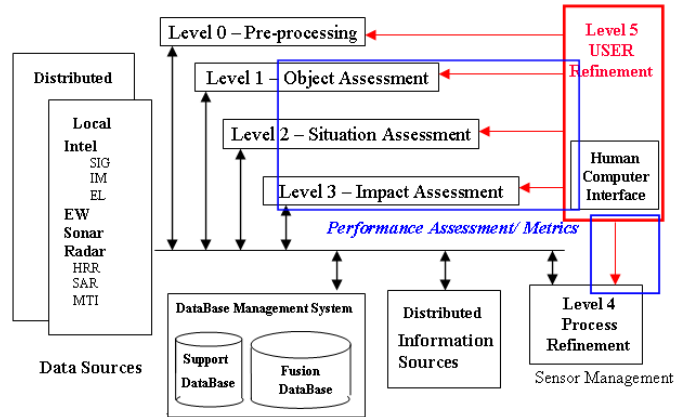 Level 0 – Pre-processing
Level 5
USER
Refinement
Distributed
Level 1 – Object Assessment
Local
Intel
SIG
IM
EL
EW
Sonar
Radar
HRR
SAR
MTI
Level 2 – Situation Assessment
Human
Computer
Interface
Level 3 – Impact Assessment
Performance Assessment/ Metrics
DataBase Management System
Support
DataBase
Fusion
DataBase
Distributed
Information
Sources
Level 4
Process
Refinement
Data Sources
Sensor Management